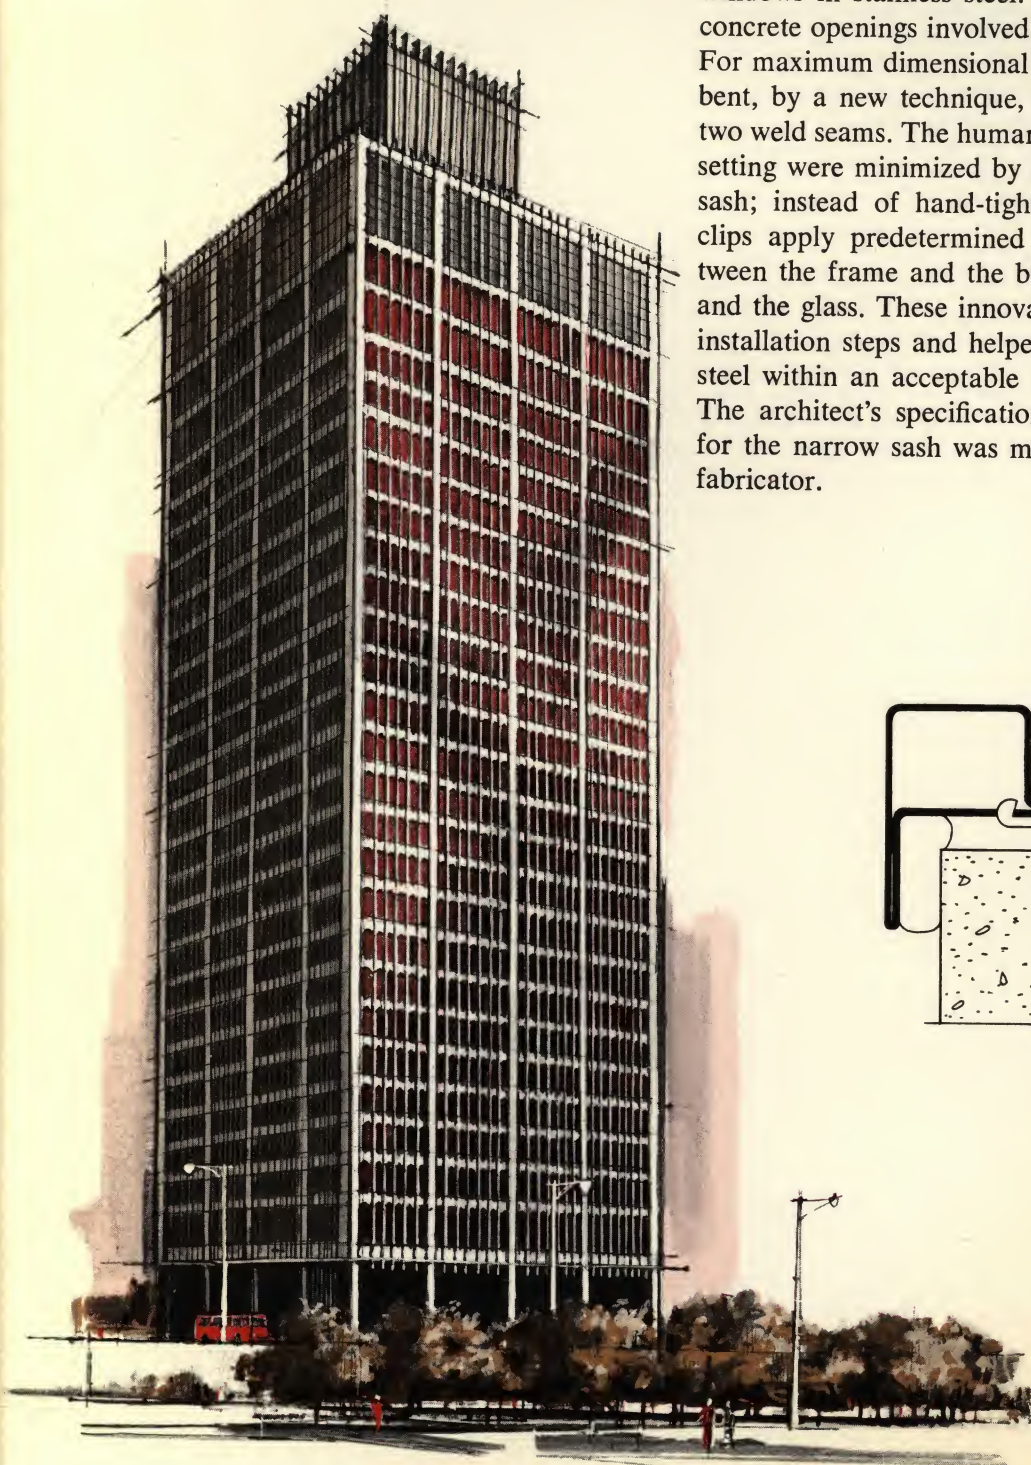 concrete openings involved
For maximum dimensional
bent, by a new technique,
two weld seams. The human
setting were minimized by
sash; instead of hand-tigh
clips apply predetermined
tween the frame and the b
and the glass. These innova
installation steps and helpe
steel within an acceptable
The architect's specificatio
for the narrow sash was m
fabricator.